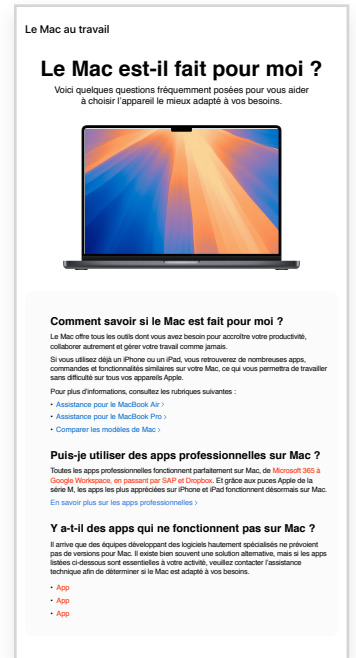 Le Mac au travail
Le Mac est-il fait pour moi ?
Voici quelques questions fréquemment posées pour vous aider
à choisir l'appareil le mieux adapté à vos besoins.
Comment savoir si le Mac est fait pour moi ?
Le Mac offre tous les outils dont vous avez besoin pour accroître votre productivité,
collaborer autrement et gérer votre travail comme jamais.
Si vous utilisez déjà un iPhone ou un iPad, vous retrouverez de nombreuses apps,
commandes et fonctionnalités similaires sur votre Mac, ce qui vous permettra de travailler
sans difficulté sur tous vos appareils Apple.
Pour plus d'informations, consultez les rubriques suivantes :
• Assistance pour le MacBook Air >
• Assistance pour le MacBook Pro >
• Comparer les modèles de Mac >
Puis-je utiliser des apps professionnelles sur Mac ?
Toutes les apps professionnelles fonctionnent parfaitement sur Mac, de Microsoft 365 à
Google Workspace, en passant par SAP et Dropbox. Et grâce aux puces Apple de la
série M, les apps les plus appréciées sur iPhone et iPad fonctionnent désormais sur Mac.
En savoir plus sur les apps professionnelles >
Y a-t-il des apps qui ne fonctionnent pas sur Mac ?
Il arrive que des équipes développant des logiciels hautement spécialisés ne prévoient
pas de versions pour Mac. Il existe bien souvent une solution alternative, mais si les apps
listées ci-dessous sont essentielles à votre activité, veuillez contacter l'assistance
technique afin de déterminer si le Mac est adapté à vos besoins.
• App
• App
• App